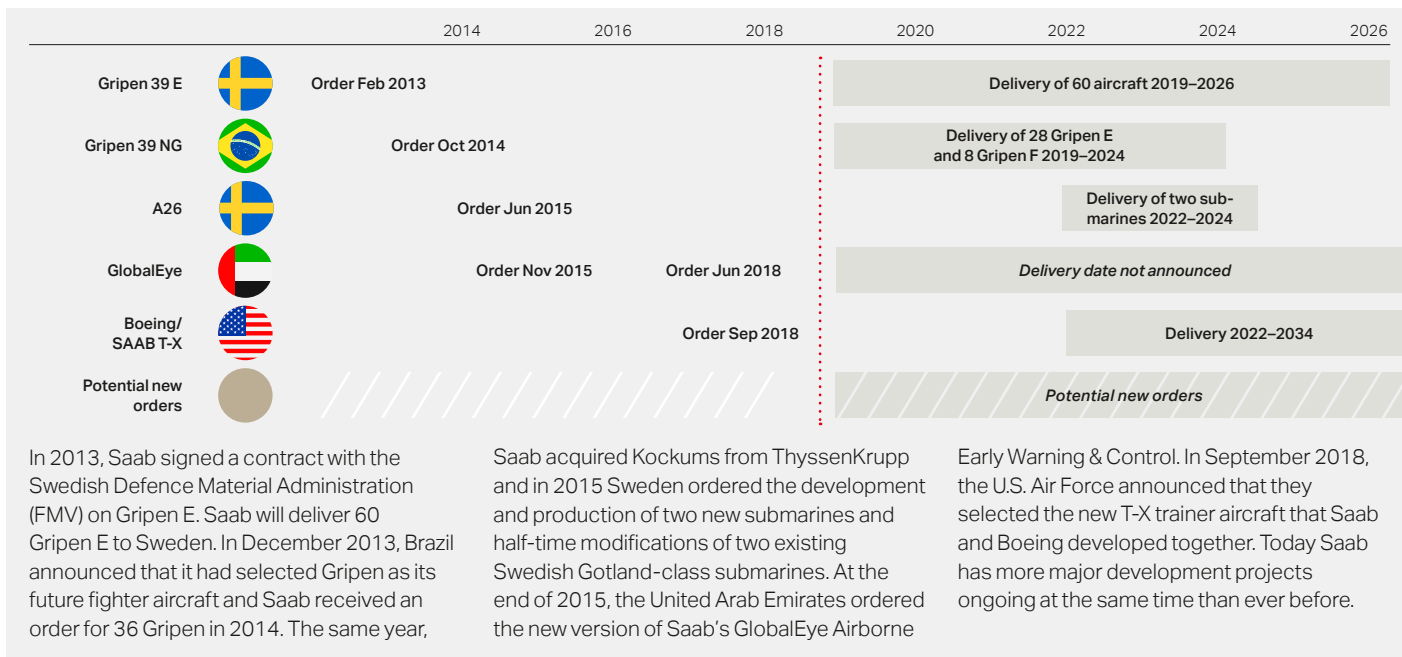 2014 2016 2018 2020 2022 2024 2026
Gripen 39 E Order Feb 2013 Delivery of 60 aircraft 2019–2026
Gripen 39 NG Order Oct 2014 Delivery of 28 Gripen E
and 8 Gripen F 2019–2024
A26 Order Jun 2015 Delivery of two sub-
marines 2022–2024
GlobalEye Order Nov 2015 Order Jun 2018 Delivery date not announced
Boeing/
SAAB T-X Order Sep 2018 Delivery 2022–2034
Potential new
orders Potential new orders
In 2013, Saab signed a contract with the
Swedish Defence Material Administration
(FMV) on Gripen E. Saab will deliver 60
Gripen E to Sweden. In December 2013, Brazil
announced that it had selected Gripen as its
future fighter aircraft and Saab received an
order for 36 Gripen in 2014. The same year,
Saab acquired Kockums from ThyssenKrupp
and in 2015 Sweden ordered the development
and production of two new submarines and
half-time modifications of two existing
Swedish Gotland-class submarines. At the
end of 2015, the United Arab Emirates ordered
the new version of Saab's GlobalEye Airborne
Early Warning & Control. In September 2018,
the U.S. Air Force announced that they
selected the new T-X trainer aircraft that Saab
and Boeing developed together. Today Saab
has more major development projects
ongoing at the same time than ever before.